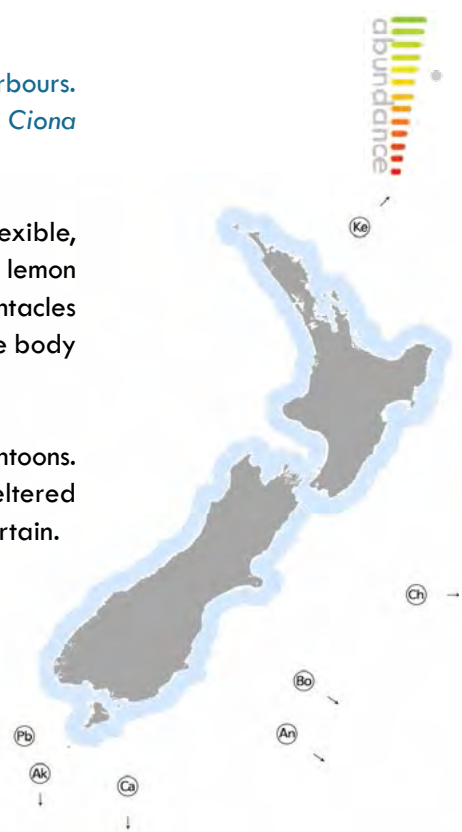 rbours.
Ciona
exible,
lemon
ntacles
e body
ntoons.
eltered
rtain.
abundance
Ke
Ch
Bo
An
Pb
Ak
Ca